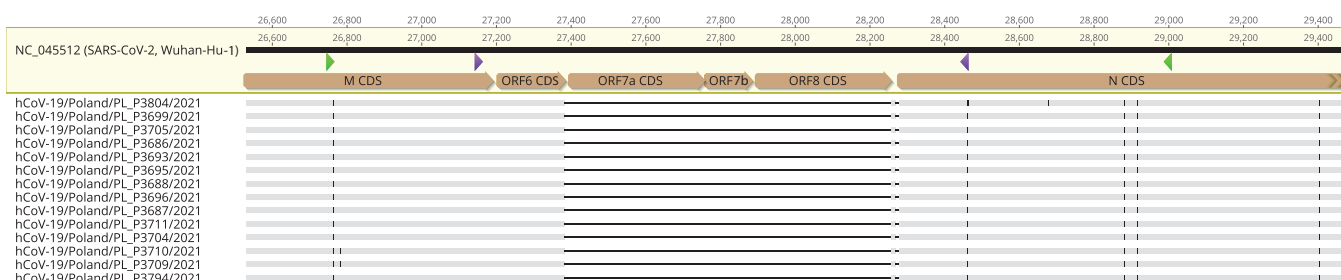 26,600 26,800 27,000 27,200 27,400 27,600 27,800 28,000 28,200 28,400 28,600 28,800 29,000 29,200 29,400
26,600 26,800 27,000 27,200 27,400 27,600 27,800 28,000 28,200 28,400 28,600 28,800 29,000 29,200 29,400
NC_045512 (SARS-CoV-2, Wuhan-Hu-1)
M CDS ORF6 CDS ORF7a CDS ORF7b ORF8 CDS N CDS
hCoV-19/Poland/PL_P3804/2021
hCoV-19/Poland/PL_P3699/2021
hCoV-19/Poland/PL_P3705/2021
hCoV-19/Poland/PL_P3686/2021
hCoV-19/Poland/PL_P3693/2021
hCoV-19/Poland/PL_P3695/2021
hCoV-19/Poland/PL_P3688/2021
hCoV-19/Poland/PL_P3696/2021
hCoV-19/Poland/PL_P3687/2021
hCoV-19/Poland/PL_P3711/2021
hCoV-19/Poland/PL_P3704/2021
hCoV-19/Poland/PL_P3710/2021
hCoV-19/Poland/PL_P3709/2021
hCoV-19/Poland/PL_P3794/2021